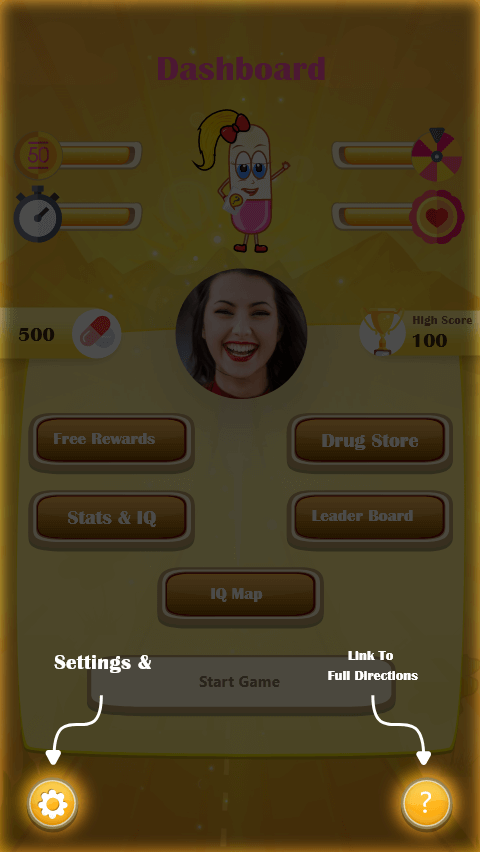 Dashboard
50
500
High Score
100
Free Rewards
Drug Store
Stats & IQ
Leader Board
IQ Map
Settings &
Link To
Full Directions
Start Game
?